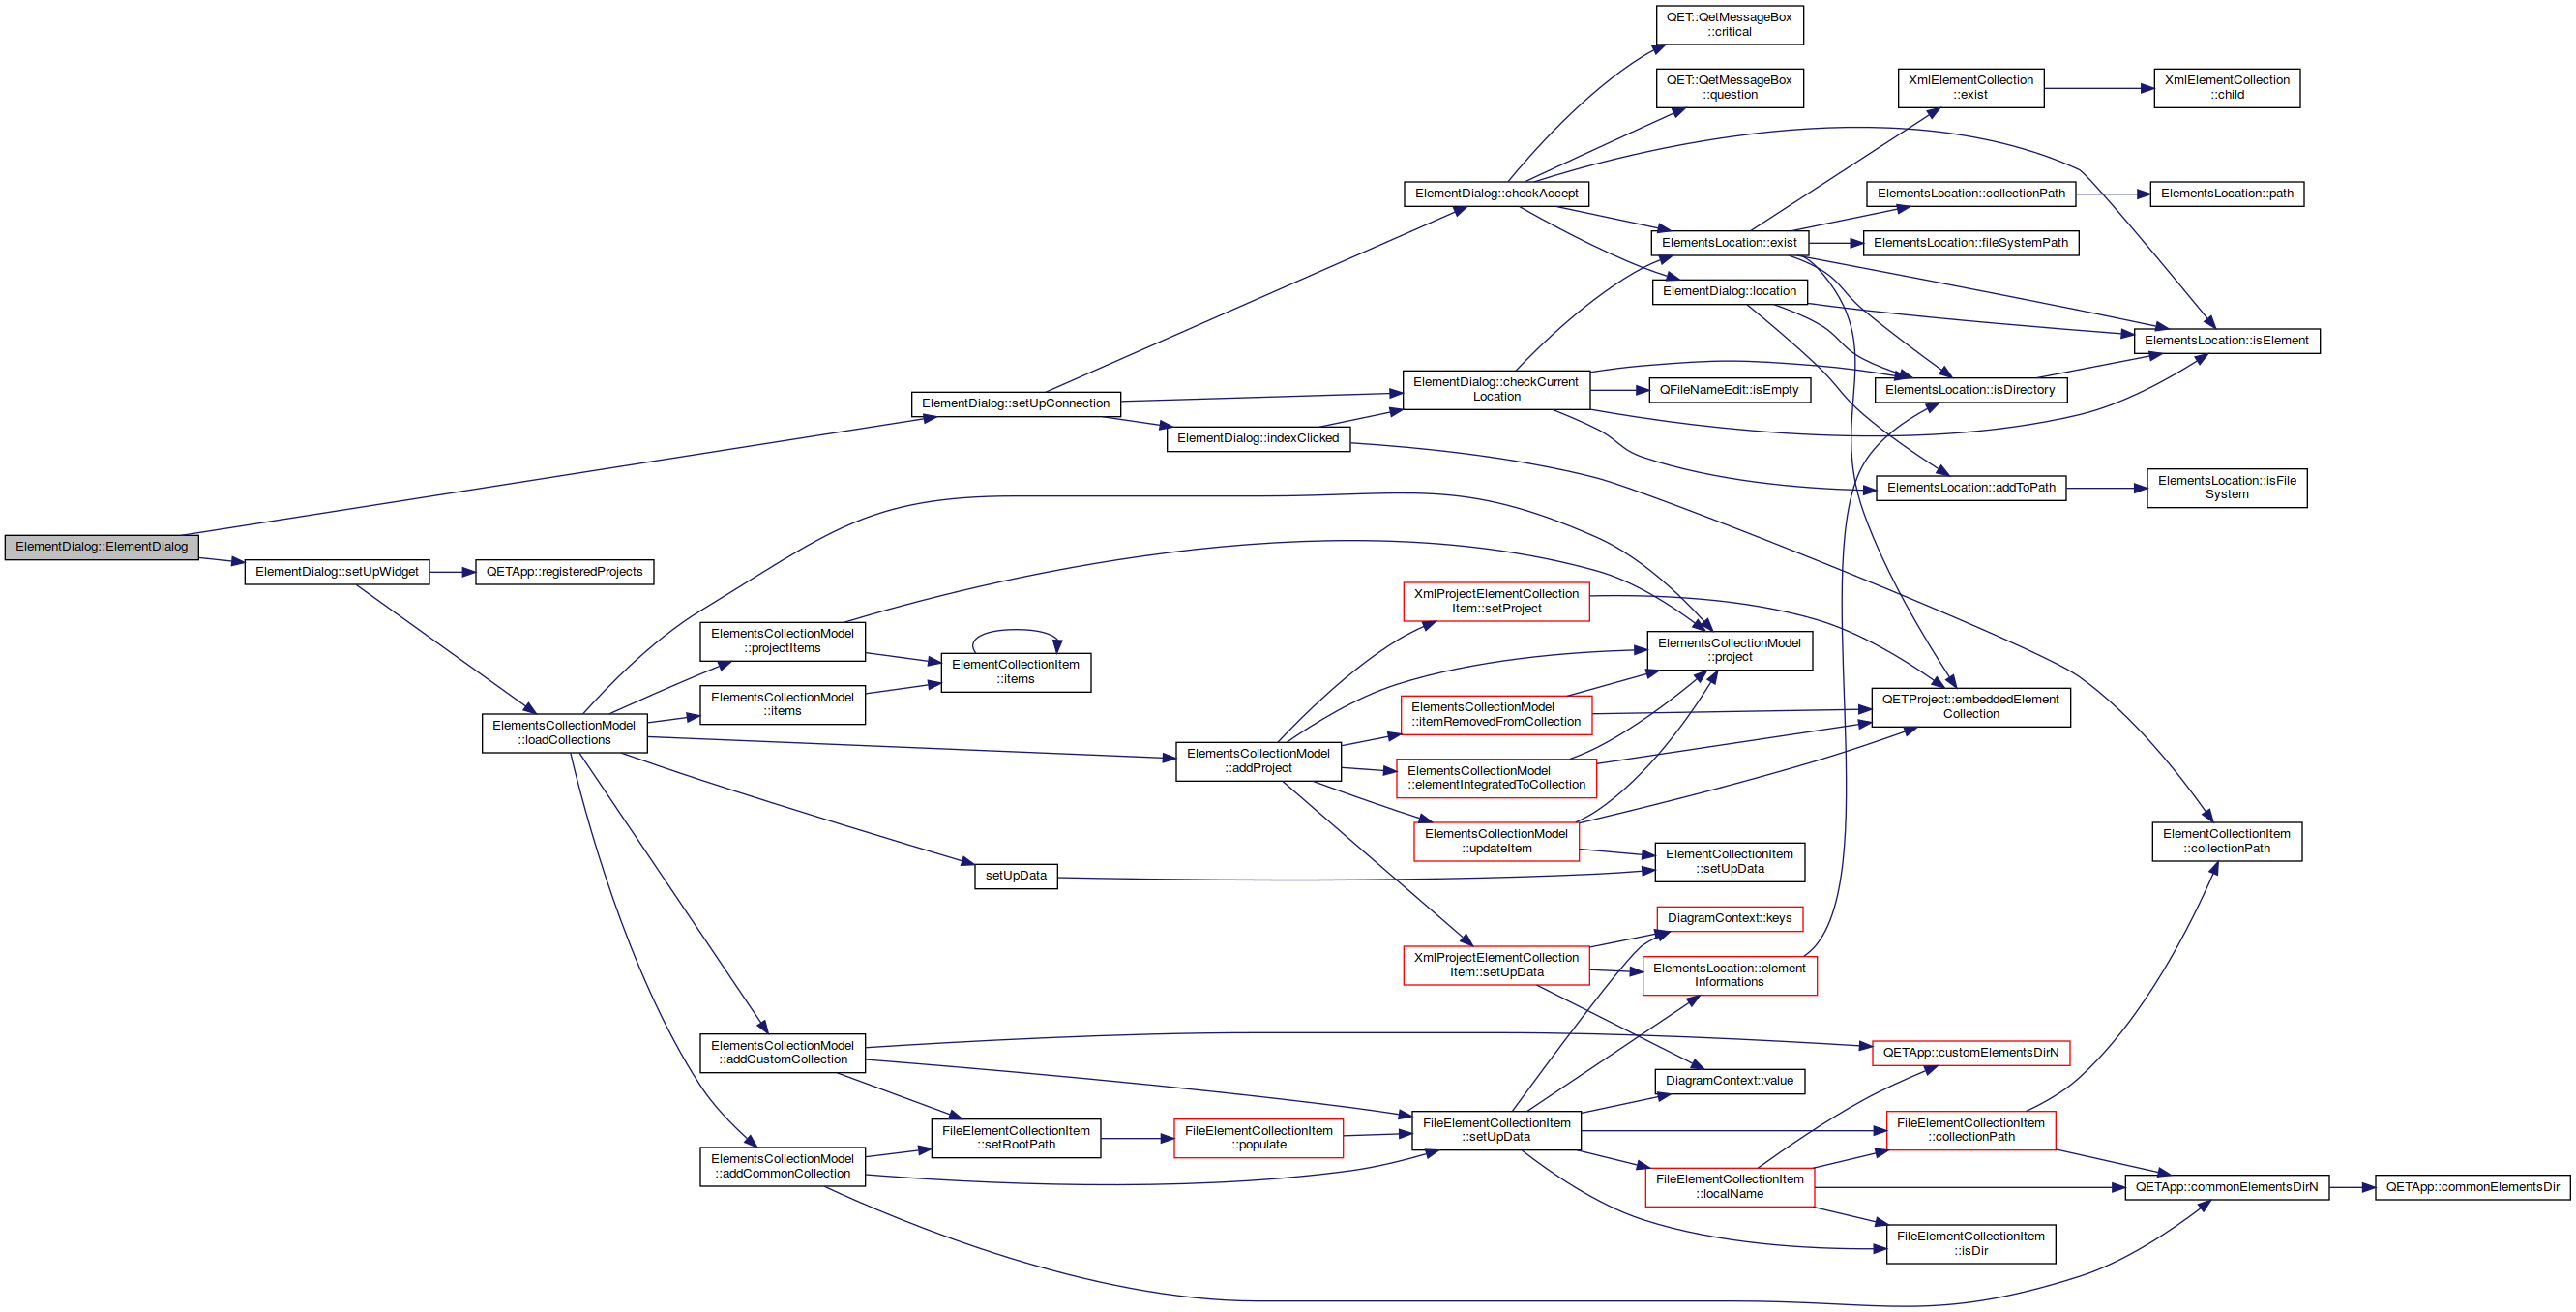 ElementDialog::ElementDialog
ElementDialog::setUpConnection
ElementDialog::setUpWidget
QETApp::registeredProjects
ElementsCollectionModel
::loadCollections
ElementsCollectionModel
::projectItems
ElementsCollectionModel
::items
ElementCollectionItem
::items
setUpData
ElementsCollectionModel
::addCustomCollection
ElementsCollectionModel
::addCommonCollection
FileElementCollectionItem
::setRootPath
ElementDialog::indexClicked
ElementsCollectionModel
::addProject
FileElementCollectionItem
::populate
ElementDialog::checkAccept
ElementDialog::checkCurrent
Location
XmlProjectElementCollection
Item::setProject
ElementsCollectionModel
::itemRemovedFromCollection
ElementsCollectionModel
::elementIntegratedToCollection
ElementsCollectionModel
::updateItem
XmlProjectElementCollection
Item::setUpData
FileElementCollectionItem
::setUpData
QET::QetMessageBox
::critical
QET::QetMessageBox
::question
ElementsLocation::exist
ElementDialog::location
QFileNameEdit::isEmpty
ElementsCollectionModel
::project
ElementCollectionItem
::setUpData
DiagramContext::keys
ElementsLocation::element
Informations
DiagramContext::value
FileElementCollectionItem
::localName
XmlElementCollection
::exist
ElementsLocation::collectionPath
ElementsLocation::fileSystemPath
ElementsLocation::isDirectory
ElementsLocation::addToPath
QETProject::embeddedElement
Collection
QETApp::customElementsDirN
FileElementCollectionItem
::collectionPath
FileElementCollectionItem
::isDir
XmlElementCollection
::child
ElementsLocation::path
ElementsLocation::isElement
ElementsLocation::isFile
System
ElementCollectionItem
::collectionPath
QETApp::commonElementsDirN
QETApp::commonElementsDir